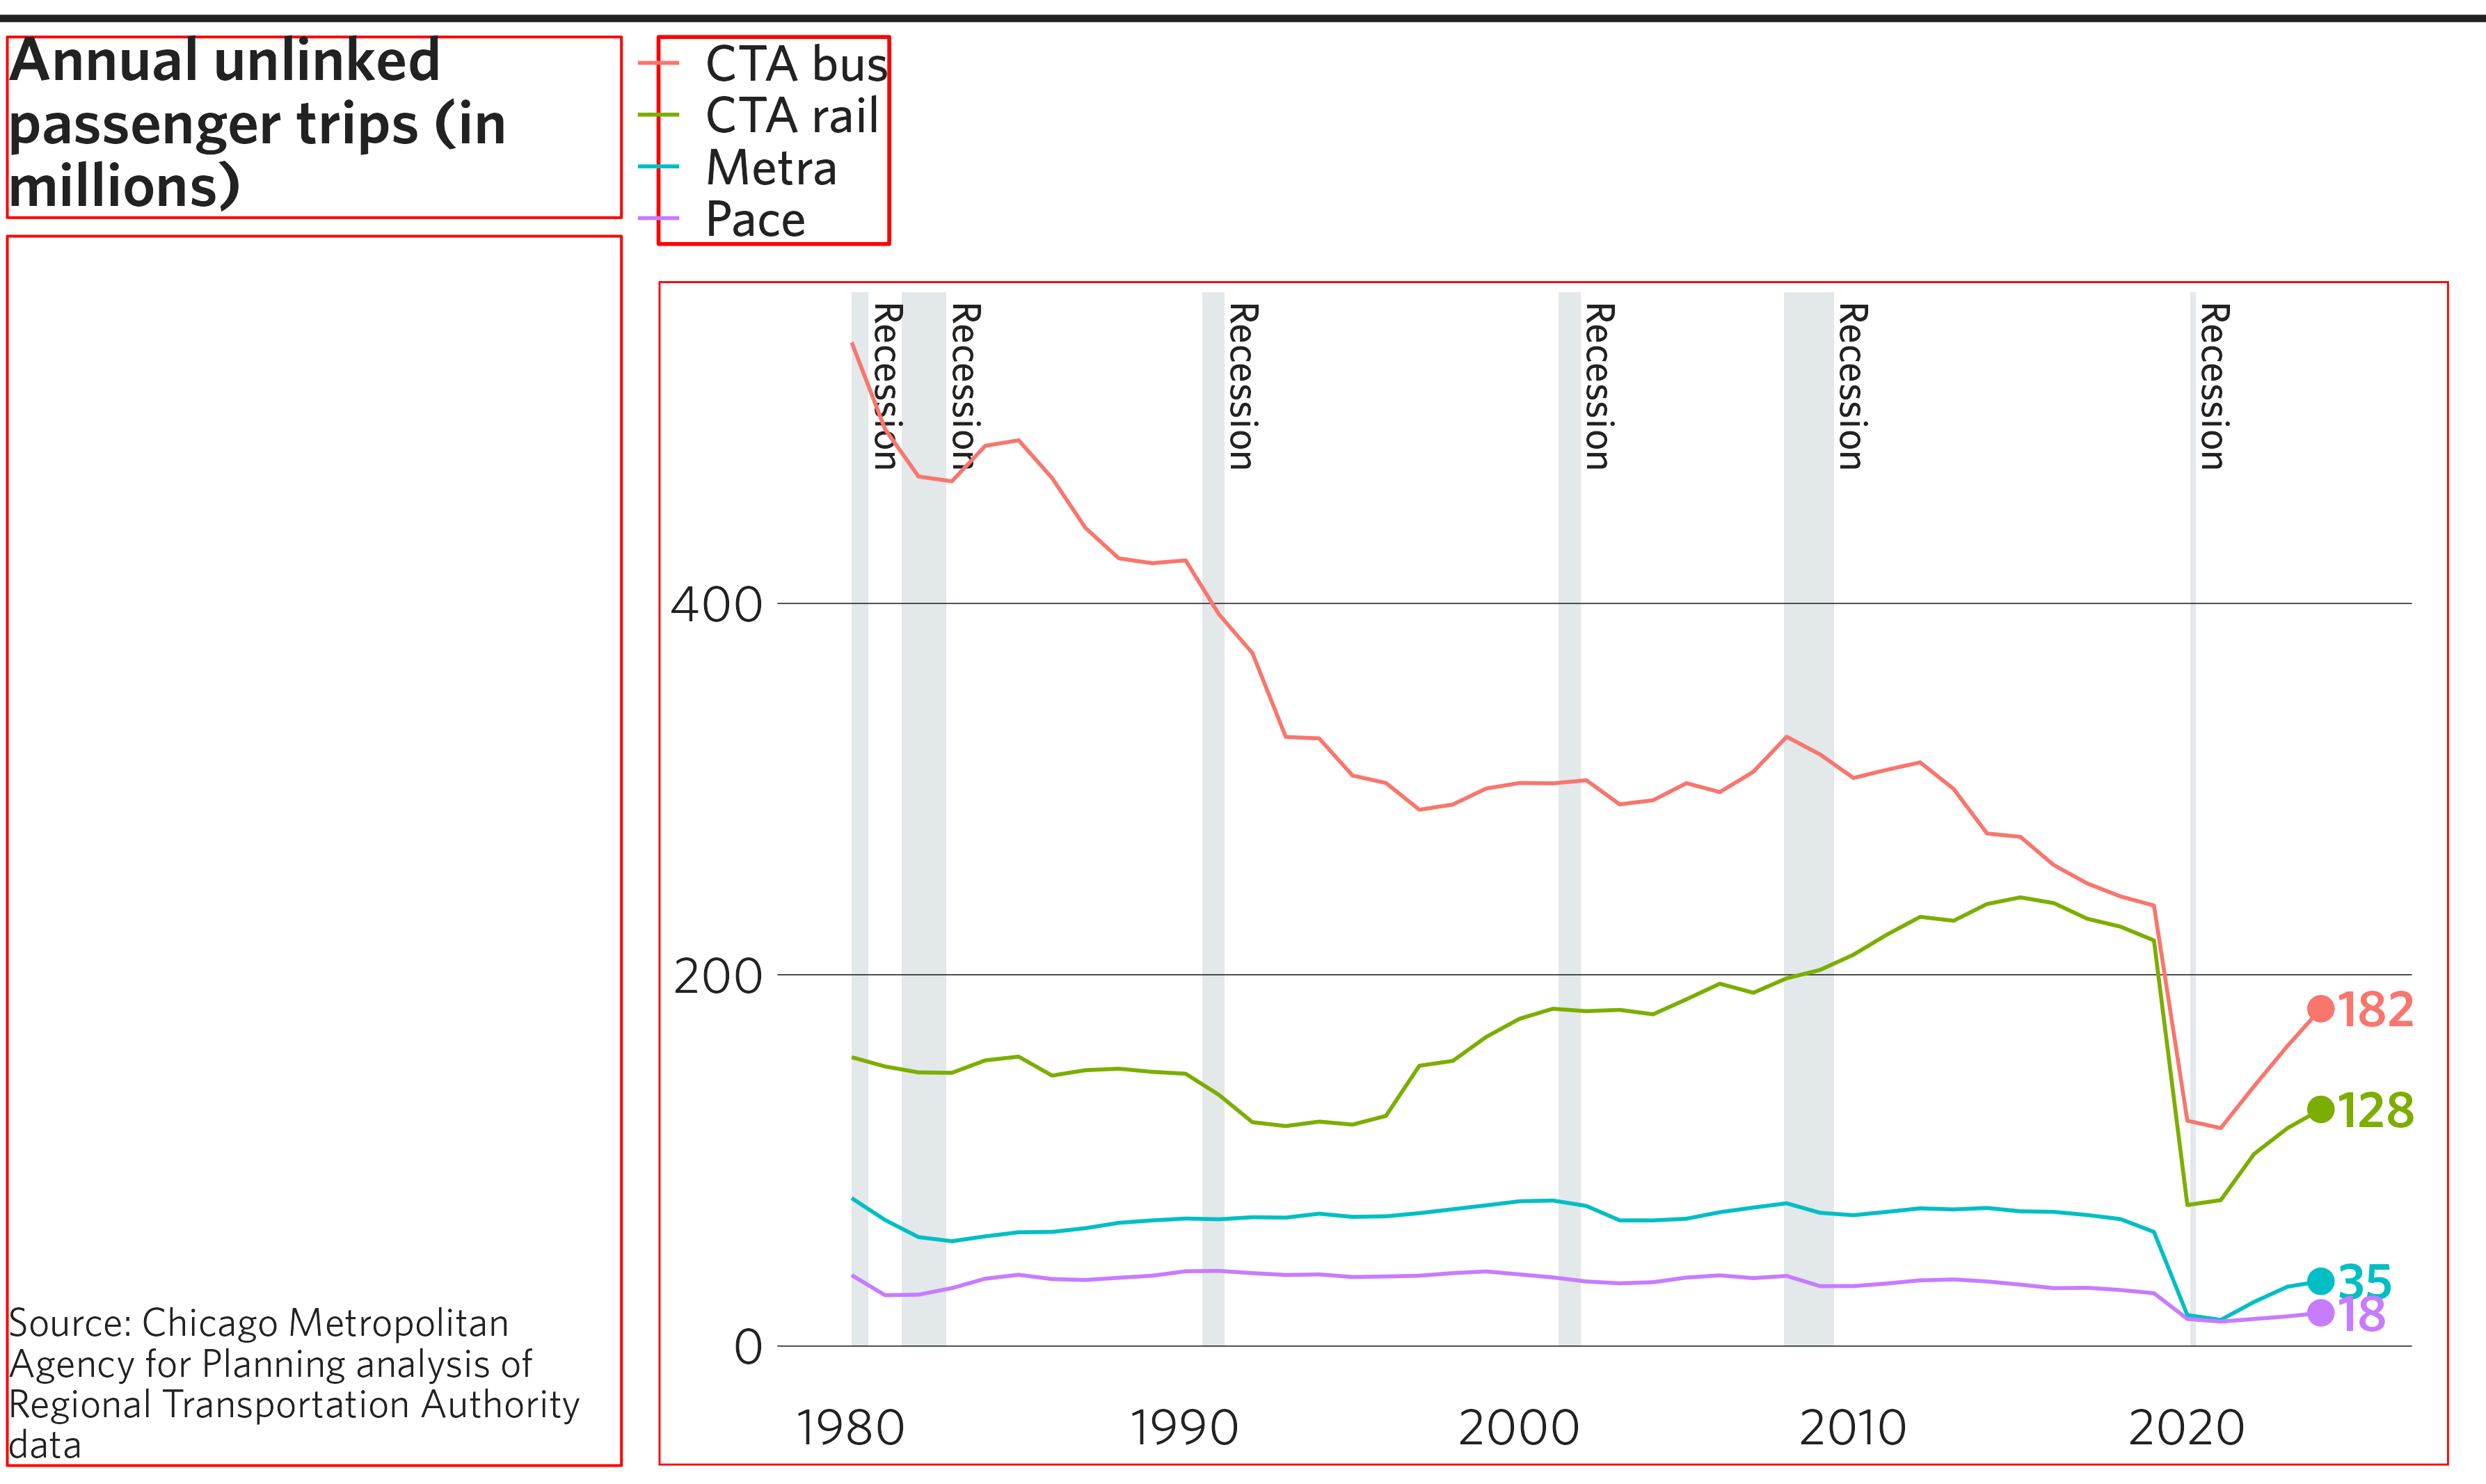 Annual unlinked
passenger trips (in
millions)
CTA bus
CTA rail
Metra
Pace
Recession
Recession
Recession
Recession
Recession
Recession
400
200
0
182
128
35
18
1980
1990
2000
2010
2020
Source: Chicago Metropolitan
Agency for Planning analysis of
Regional Transportation Authority
data